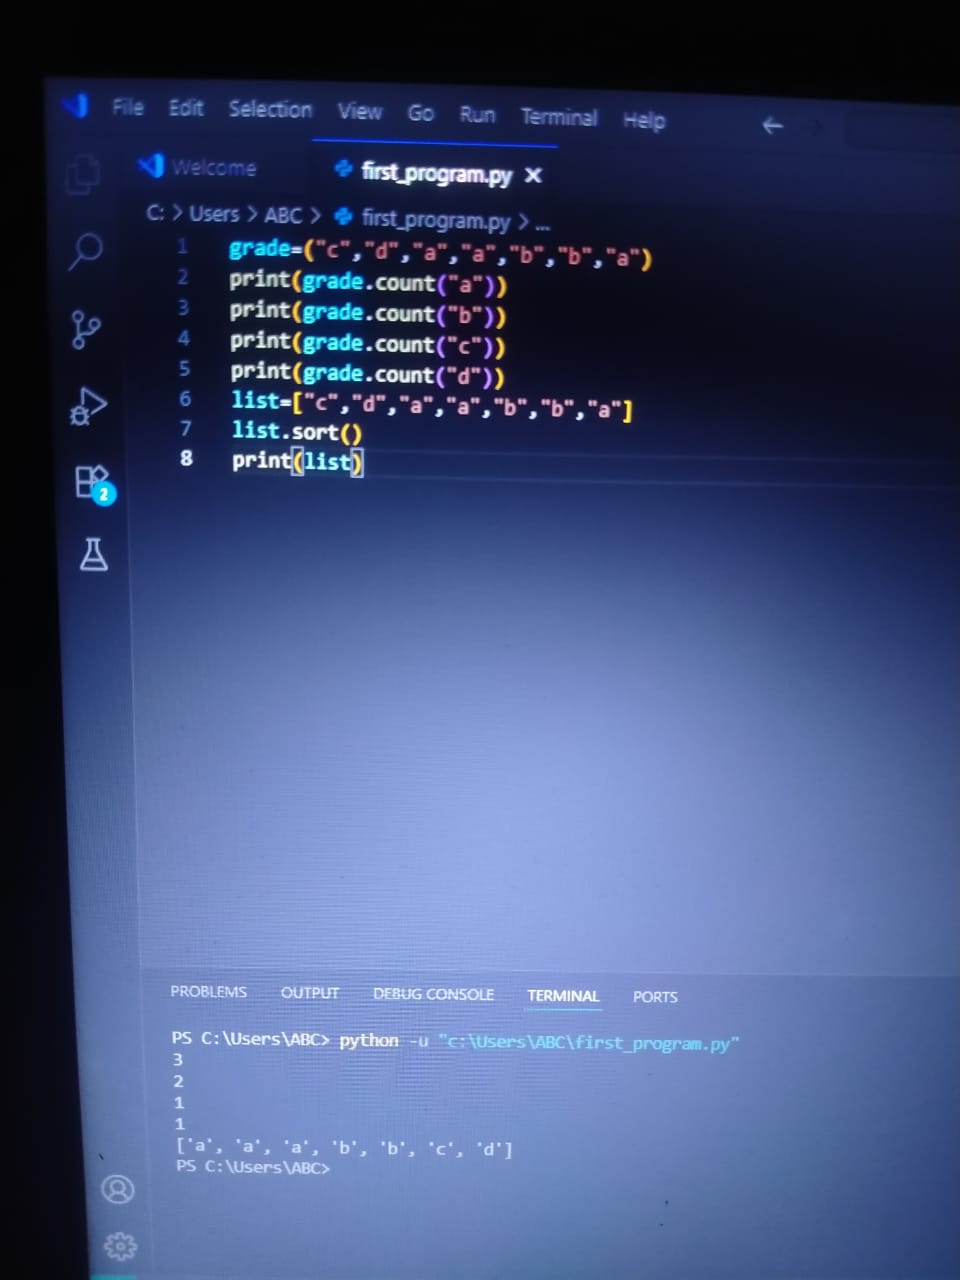 File Edit Selection View Go Run Terminal Help
Welcome first_program.py
C: > Users > ABC > first_program.py > ...
1 grade=("c","d","a","a","b","b","a")
2 print(grade.count("a"))
3 print(grade.count("b"))
4 print(grade.count("c"))
5 print(grade.count("d"))
6 list=["c","d","a","a","b","b","a"]
7 list.sort()
8 print(list)
2
PROBLEMS OUTPUT DEBUG CONSOLE TERMINAL PORTS
PS C:\Users\ABC> python -u "c:\Users\ABC\first_program.py"
3
2
1
1
['a', 'a', 'a', 'b', 'b', 'c', 'd']
PS C:\Users\ABC>